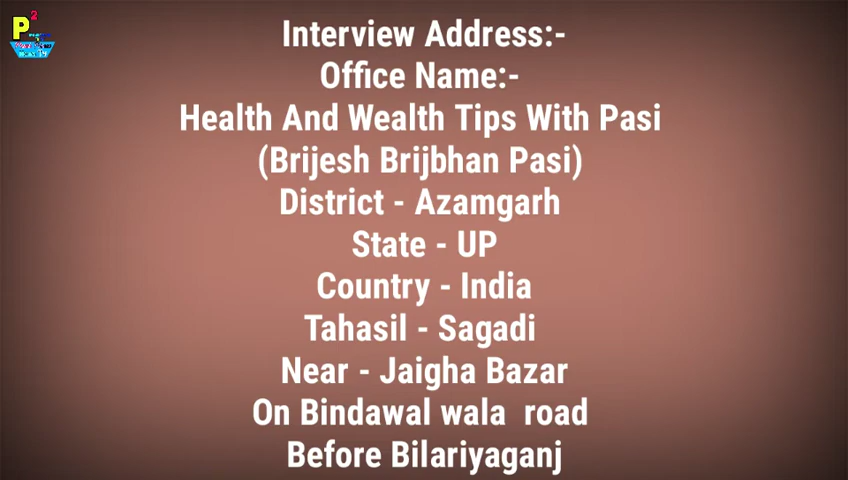 P2
Interview Address:-
Office Name:-
Health And Wealth Tips With Pasi
(Brijesh Brijbhan Pasi)
District - Azamgarh
State - UP
Country - India
Tahasil - Sagadi
Near - Jaigha Bazar
On Bindawal wala road
Before Bilariyaganj